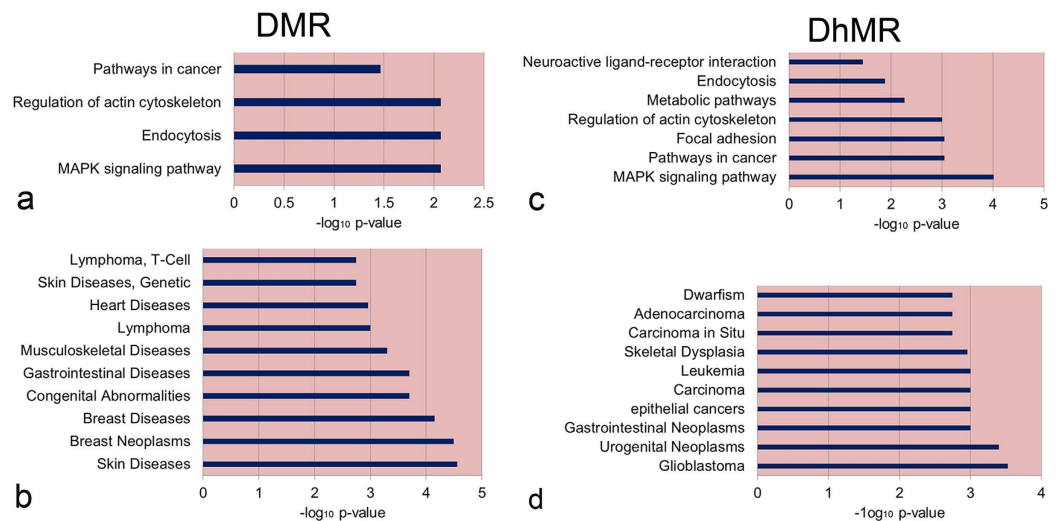 DMR
Pathways in cancer
Regulation of actin cytoskeleton
Endocytosis
MAPK signaling pathway
0 0.5 1 1.5 2 2.5
-log₁₀ p-value
a
Lymphoma, T-Cell
Skin Diseases, Genetic
Heart Diseases
Lymphoma
Musculoskeletal Diseases
Gastrointestinal Diseases
Congenital Abnormalities
Breast Diseases
Breast Neoplasms
Skin Diseases
0 1 2 3 4 5
-log₁₀ p-value
b
DhMR
Neuroactive ligand-receptor interaction
Endocytosis
Metabolic pathways
Regulation of actin cytoskeleton
Focal adhesion
Pathways in cancer
MAPK signaling pathway
0 1 2 3 4 5
-log₁₀ p-value
c
Dwarfism
Adenocarcinoma
Carcinoma in Situ
Skeletal Dysplasia
Leukemia
Carcinoma
epithelial cancers
Gastrointestinal Neoplasms
Urogenital Neoplasms
Glioblastoma
0 1 2 3 4
-1og₁₀ p-value
d